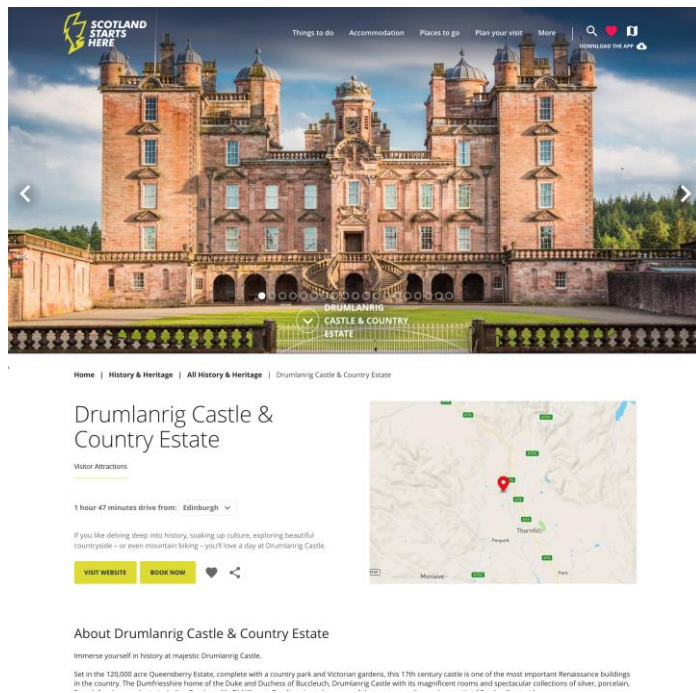 SCOTLAND
STARTS
HERE
Things to do Accommodation Places to go Plan your visit More
DOWNLOAD THE APP
DRUMLANRIG
CASTLE & COUNTRY
ESTATE
Home | History & Heritage | All History & Heritage | Drumlanrig Castle & Country Estate
Drumlanrig Castle &
Country Estate
Visitor Attractions
1 hour 47 minutes drive from: Edinburgh
If you like delving deep into history, soaking up culture, exploring beautiful
countryside – or even mountain biking – you'll love a day at Drumlanrig Castle.
VISIT WEBSITE BOOK NOW
Thornhill
Penpont
Moniaive
Park
About Drumlanrig Castle & Country Estate
Immerse yourself in history at majestic Drumlanrig Castle.
Set in the 120,000 acre Queensberry Estate, complete with a country park and Victorian gardens, this 17th century castle is one of the most important Renaissance buildings
in the country. The Dumfriesshire home of the Duke and Duchess of Buccleuch, Drumlanrig Castle with its magnificent rooms and spectacular collections of silver, porcelain,